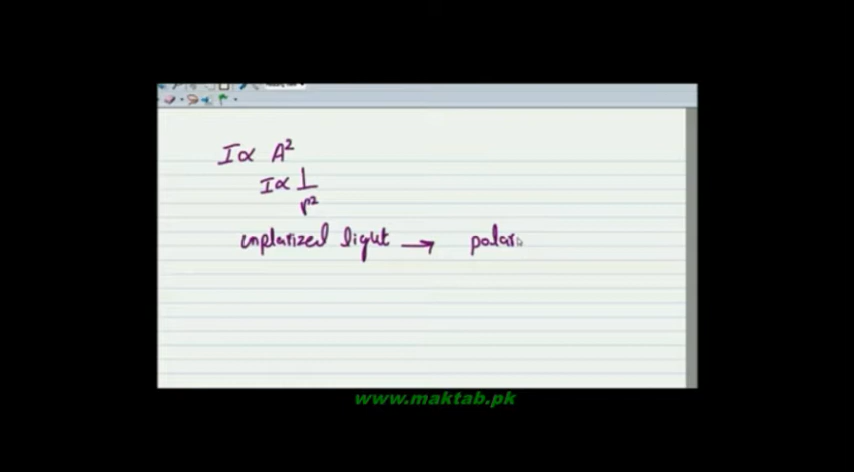 I ∝ A²
I ∝ 1/r²
unplarized light → polar
www.maktab.pk